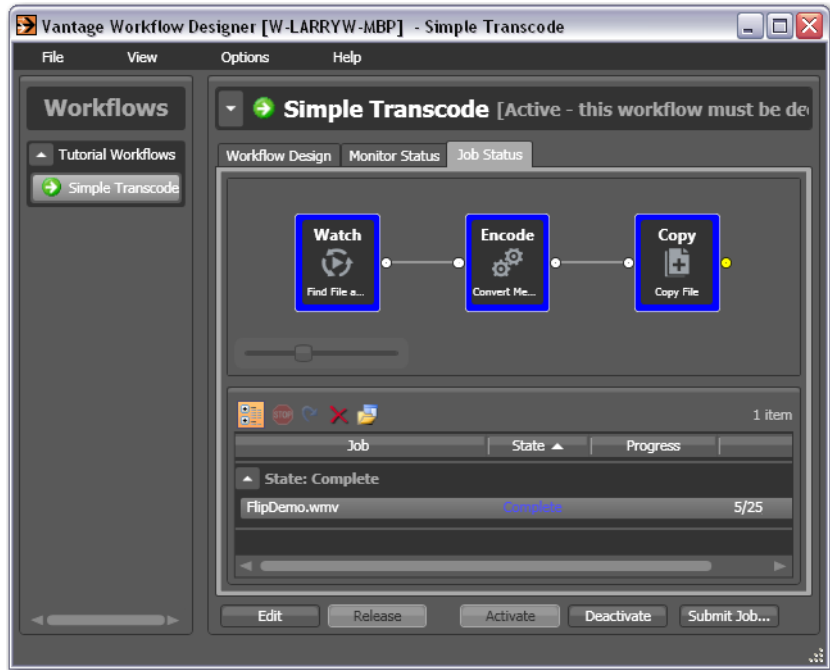 Vantage Workflow Designer [W-LARRYW-MBP] - Simple Transcode
File View Options Help
Workflows
Tutorial Workflows
Simple Transcode
Simple Transcode [Active - this workflow must be de
Workflow Design Monitor Status Job Status
Watch Encode Copy
Find File a... Convert Me... Copy File
STOP
1 item
Job State Progress
State: Complete
FlipDemo.wmv Complete 5/25
Edit Release Activate Deactivate Submit Job...